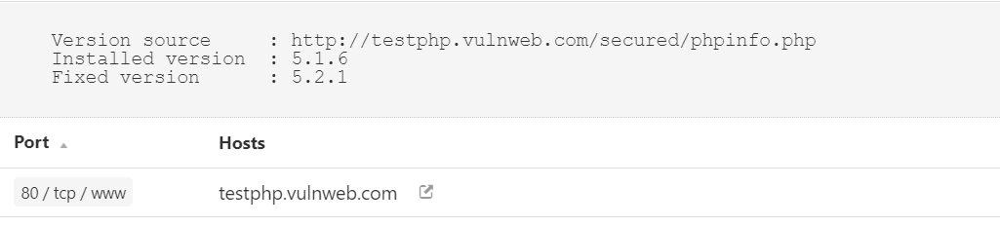 Version source : http://testphp.vulnweb.com/secured/phpinfo.php
Installed version : 5.1.6
Fixed version : 5.2.1
Port Hosts
80 / tcp / www testphp.vulnweb.com